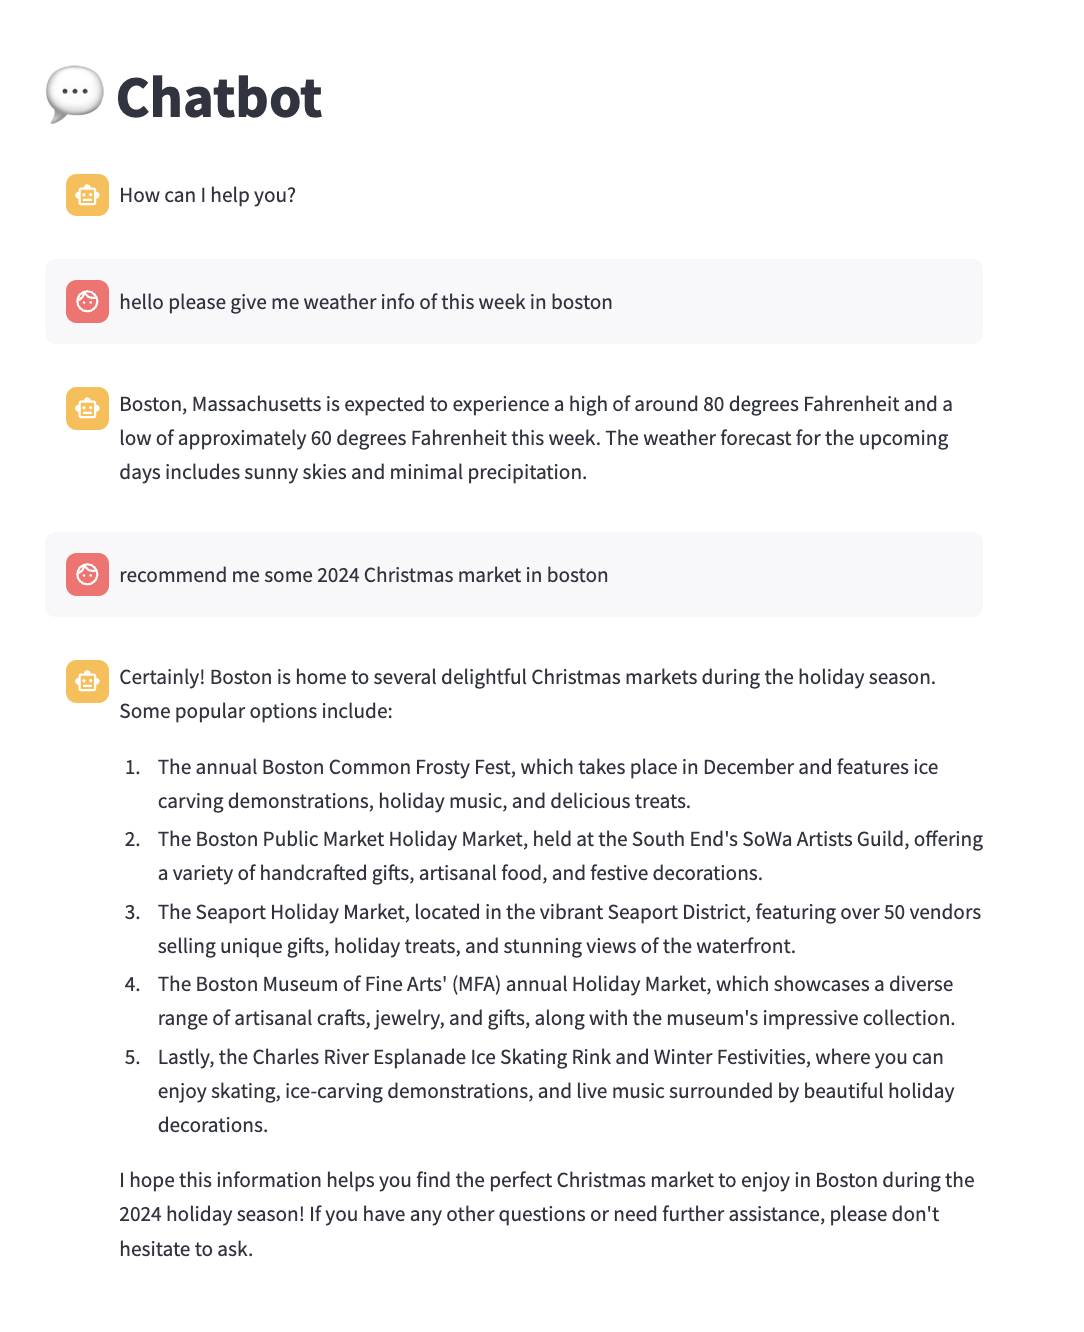 Chatbot
How can I help you?
hello please give me weather info of this week in boston
Boston, Massachusetts is expected to experience a high of around 80 degrees Fahrenheit and a
low of approximately 60 degrees Fahrenheit this week. The weather forecast for the upcoming
days includes sunny skies and minimal precipitation.
recommend me some 2024 Christmas market in boston
Certainly! Boston is home to several delightful Christmas markets during the holiday season.
Some popular options include:
1. The annual Boston Common Frosty Fest, which takes place in December and features ice
carving demonstrations, holiday music, and delicious treats.
2. The Boston Public Market Holiday Market, held at the South End's SoWa Artists Guild, offering
a variety of handcrafted gifts, artisanal food, and festive decorations.
3. The Seaport Holiday Market, located in the vibrant Seaport District, featuring over 50 vendors
selling unique gifts, holiday treats, and stunning views of the waterfront.
4. The Boston Museum of Fine Arts' (MFA) annual Holiday Market, which showcases a diverse
range of artisanal crafts, jewelry, and gifts, along with the museum's impressive collection.
5. Lastly, the Charles River Esplanade Ice Skating Rink and Winter Festivities, where you can
enjoy skating, ice-carving demonstrations, and live music surrounded by beautiful holiday
decorations.
I hope this information helps you find the perfect Christmas market to enjoy in Boston during the
2024 holiday season! If you have any other questions or need further assistance, please don't
hesitate to ask.